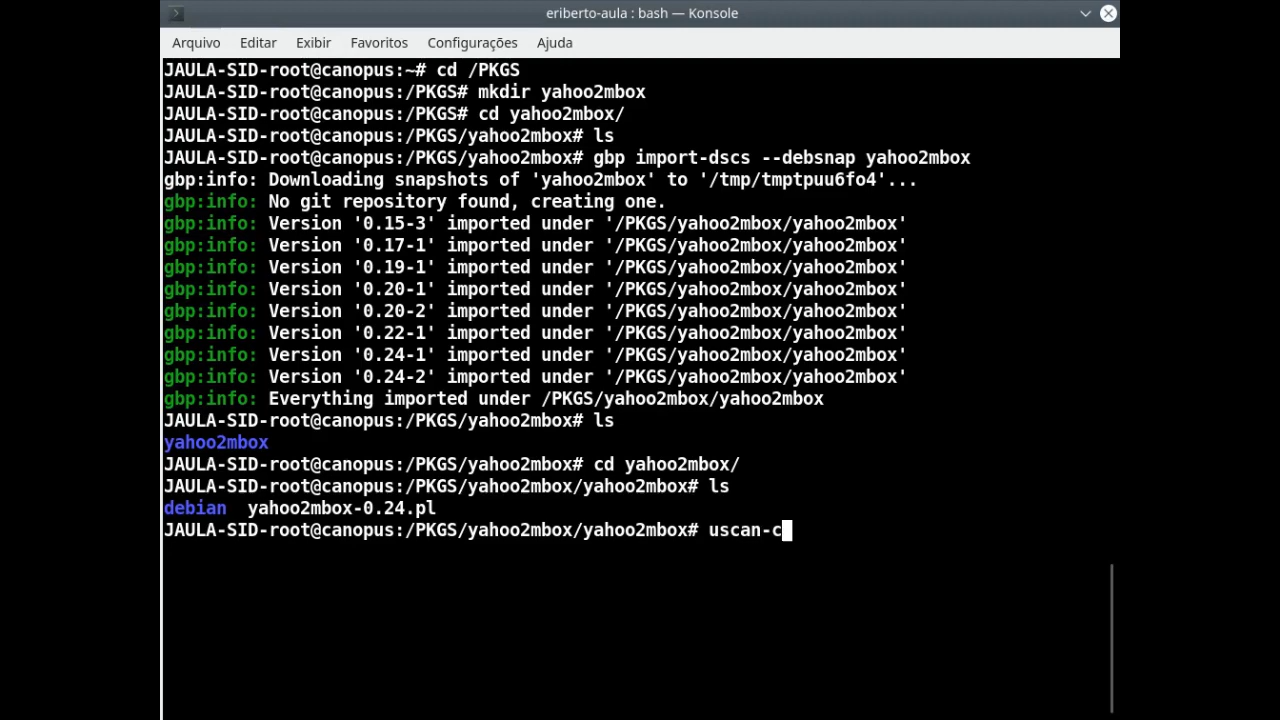 eriberto-aula : bash — Konsole
Arquivo Editar Exibir Favoritos Configurações Ajuda
JAULA-SID-root@canopus:~# cd /PKGS
JAULA-SID-root@canopus:/PKGS# mkdir yahoo2mbox
JAULA-SID-root@canopus:/PKGS# cd yahoo2mbox/
JAULA-SID-root@canopus:/PKGS/yahoo2mbox# ls
JAULA-SID-root@canopus:/PKGS/yahoo2mbox# gbp import-dscs --debsnap yahoo2mbox
gbp:info: Downloading snapshots of 'yahoo2mbox' to '/tmp/tmptpuu6fo4'...
gbp:info: No git repository found, creating one.
gbp:info: Version '0.15-3' imported under '/PKGS/yahoo2mbox/yahoo2mbox'
gbp:info: Version '0.17-1' imported under '/PKGS/yahoo2mbox/yahoo2mbox'
gbp:info: Version '0.19-1' imported under '/PKGS/yahoo2mbox/yahoo2mbox'
gbp:info: Version '0.20-1' imported under '/PKGS/yahoo2mbox/yahoo2mbox'
gbp:info: Version '0.20-2' imported under '/PKGS/yahoo2mbox/yahoo2mbox'
gbp:info: Version '0.22-1' imported under '/PKGS/yahoo2mbox/yahoo2mbox'
gbp:info: Version '0.24-1' imported under '/PKGS/yahoo2mbox/yahoo2mbox'
gbp:info: Version '0.24-2' imported under '/PKGS/yahoo2mbox/yahoo2mbox'
gbp:info: Everything imported under /PKGS/yahoo2mbox/yahoo2mbox
JAULA-SID-root@canopus:/PKGS/yahoo2mbox# ls
yahoo2mbox
JAULA-SID-root@canopus:/PKGS/yahoo2mbox# cd yahoo2mbox/
JAULA-SID-root@canopus:/PKGS/yahoo2mbox/yahoo2mbox# ls
debian yahoo2mbox-0.24.pl
JAULA-SID-root@canopus:/PKGS/yahoo2mbox/yahoo2mbox# uscan-c